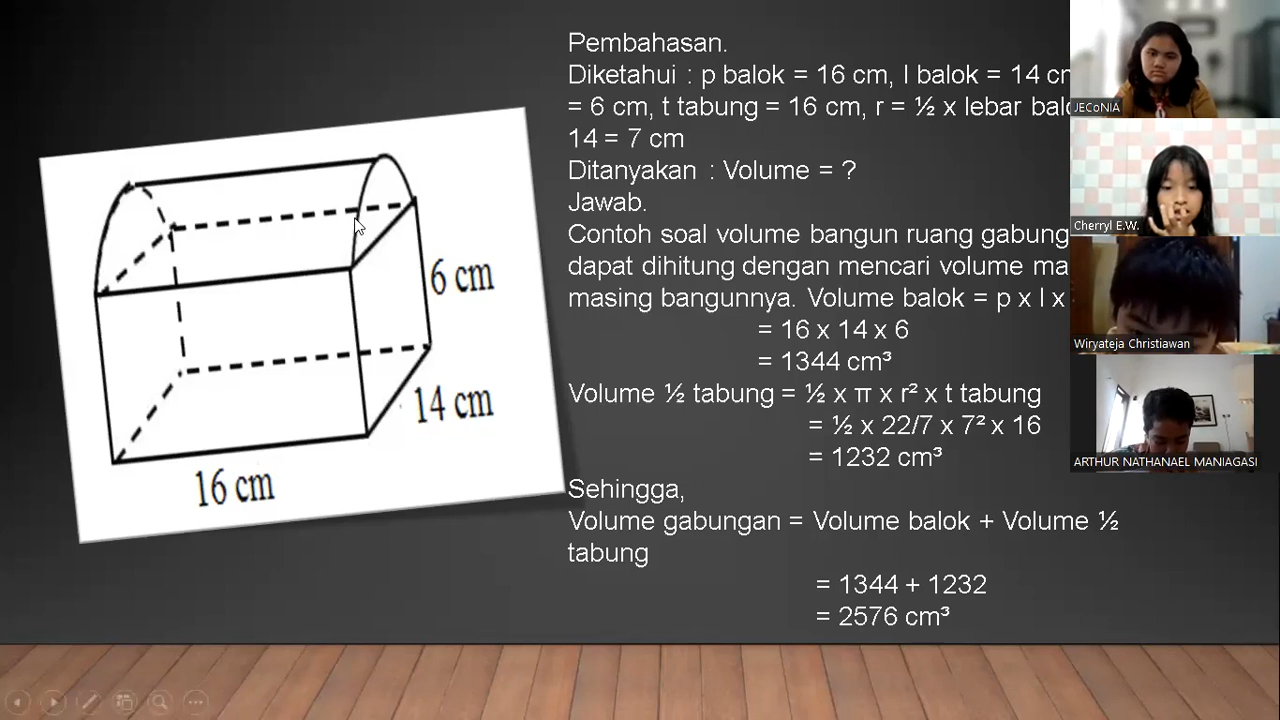 Pembahasan.
Diketahui : p balok = 16 cm, l balok = 14
= 6 cm, t tabung = 16 cm, r = ½ x lebar
14 = 7 cm
Ditanyakan : Volume = ?
Jawab.
Contoh soal volume bangun ruang
dapat dihitung dengan mencari volume
masing bangunnya. Volume balok = p x l x
= 16 x 14 x 6
= 1344 cm³
Volume ½ tabung = ½ x π x r² x t tabung
= ½ x 22/7 x 7² x 16
= 1232 cm³
Sehingga,
Volume gabungan = Volume balok + Volume ½
tabung
= 1344 + 1232
= 2576 cm³
6 cm
14 cm
16 cm
JECoNIA
Cherryl E.W.
Wiryateja Christiawan
ARTHUR NATHANAEL MANIAGASI